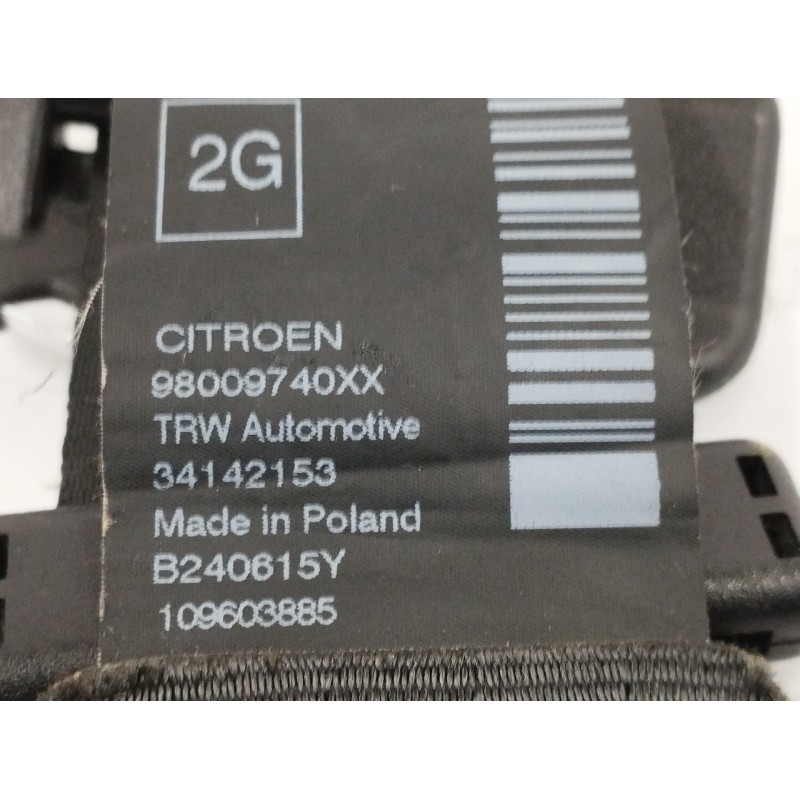 2G
CITROEN
98009740XX
TRW Automotive
34142153
Made in Poland
B240615Y
109603885